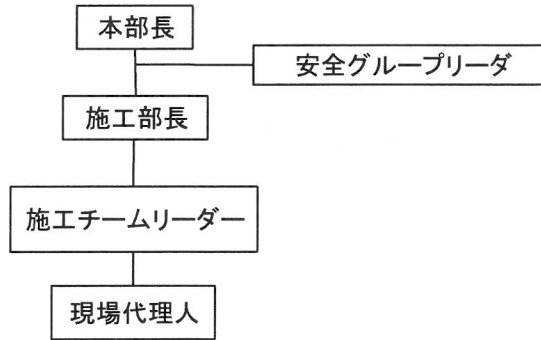 本部長
安全グループリーダ
施工部長
施工チームリーダー
現場代理人